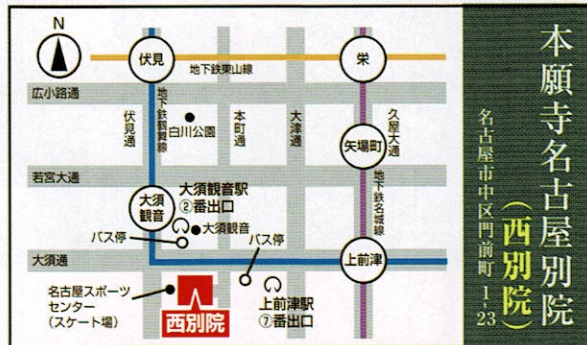 N
伏見
栄
地下鉄東山線
広小路通
伏見通
地下鉄鶴舞線
白川公園
本町通
大津通
久屋大通
矢場町
地下鉄名城線
若宮大通
大須観音
大須観音駅
②番出口
大須観音
バス停
バス停
大須通
上前津
名古屋スポーツ
センター
(スケート場)
西別院
上前津駅
⑦番出口
本願寺名古屋別院
(西別院)
名古屋市中区門前町 1-23